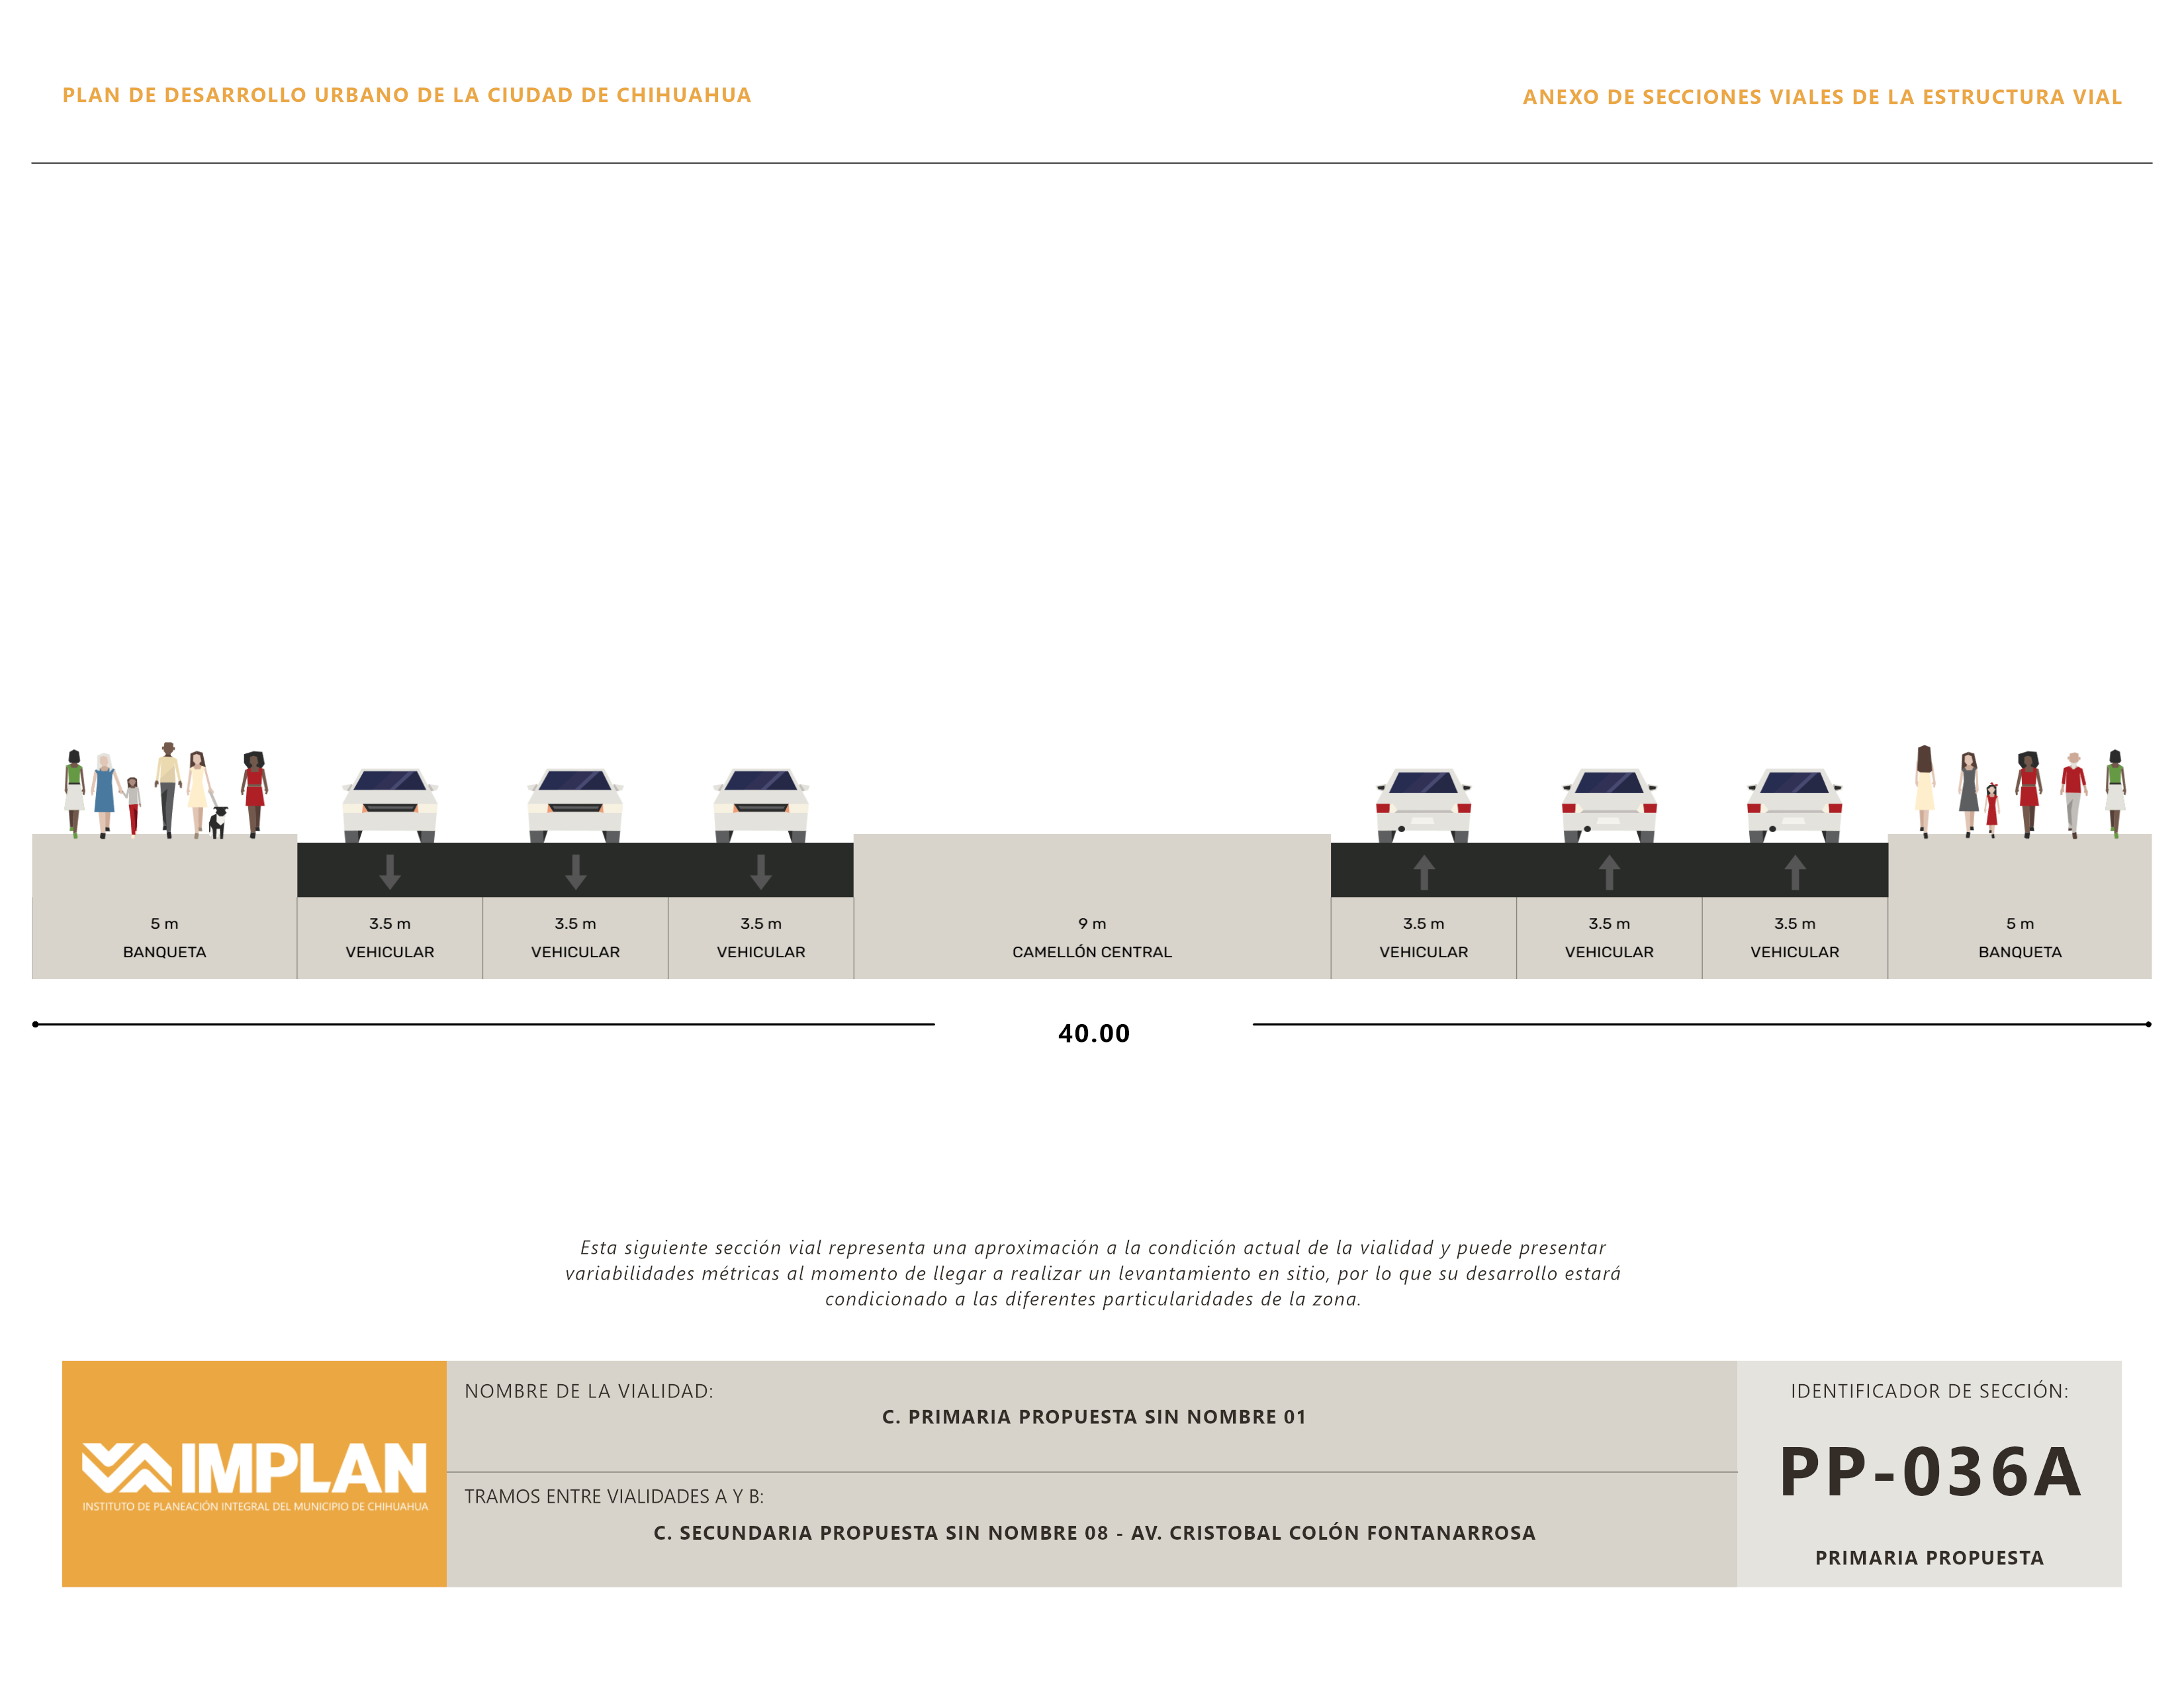 PLAN DE DESARROLLO URBANO DE LA CIUDAD DE CHIHUAHUA
ANEXO DE SECCIONES VIALES DE LA ESTRUCTURA VIAL
5 m
BANQUETA
3.5 m
VEHICULAR
3.5 m
VEHICULAR
3.5 m
VEHICULAR
9 m
CAMELLÓN CENTRAL
3.5 m
VEHICULAR
3.5 m
VEHICULAR
3.5 m
VEHICULAR
5 m
BANQUETA
40.00
Esta siguiente sección vial representa una aproximación a la condición actual de la vialidad y puede presentar
variabilidades métricas al momento de llegar a realizar un levantamiento en sitio, por lo que su desarrollo estará
condicionado a las diferentes particularidades de la zona.
IMPLAN
INSTITUTO DE PLANEACIÓN INTEGRAL DEL MUNICIPIO DE CHIHUAHUA
NOMBRE DE LA VIALIDAD:
C. PRIMARIA PROPUESTA SIN NOMBRE 01
TRAMOS ENTRE VIALIDADES A Y B:
C. SECUNDARIA PROPUESTA SIN NOMBRE 08 - AV. CRISTOBAL COLÓN FONTANARROSA
IDENTIFICADOR DE SECCIÓN:
PP-036A
PRIMARIA PROPUESTA